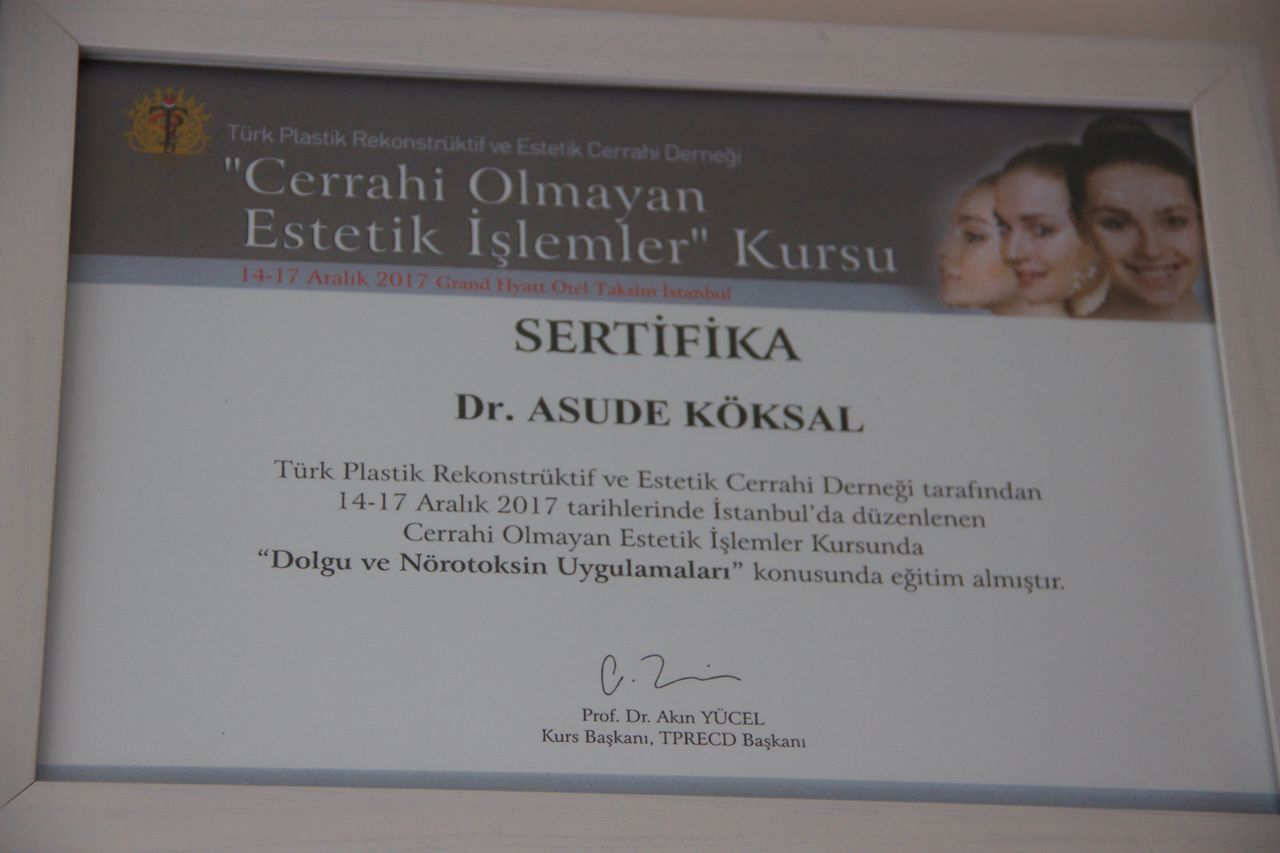 Türk Plastik Rekonstrüktif ve Estetik Cerrahi Derneği
"Cerrahi Olmayan
Estetik İşlemler" Kursu
14-17 Aralık 2017 Grand Hyatt Otel Taksim İstanbul
SERTİFİKA
Dr. ASUDE KÖKSAL
Türk Plastik Rekonstrüktif ve Estetik Cerrahi Derneği tarafından
14-17 Aralık 2017 tarihlerinde İstanbul'da düzenlenen
Cerrahi Olmayan Estetik İşlemler Kursunda
“Dolgu ve Nörotoksin Uygulamaları” konusunda eğitim almıştır.
Prof. Dr. Akın YÜCEL
Kurs Başkanı, TPRECD Başkanı